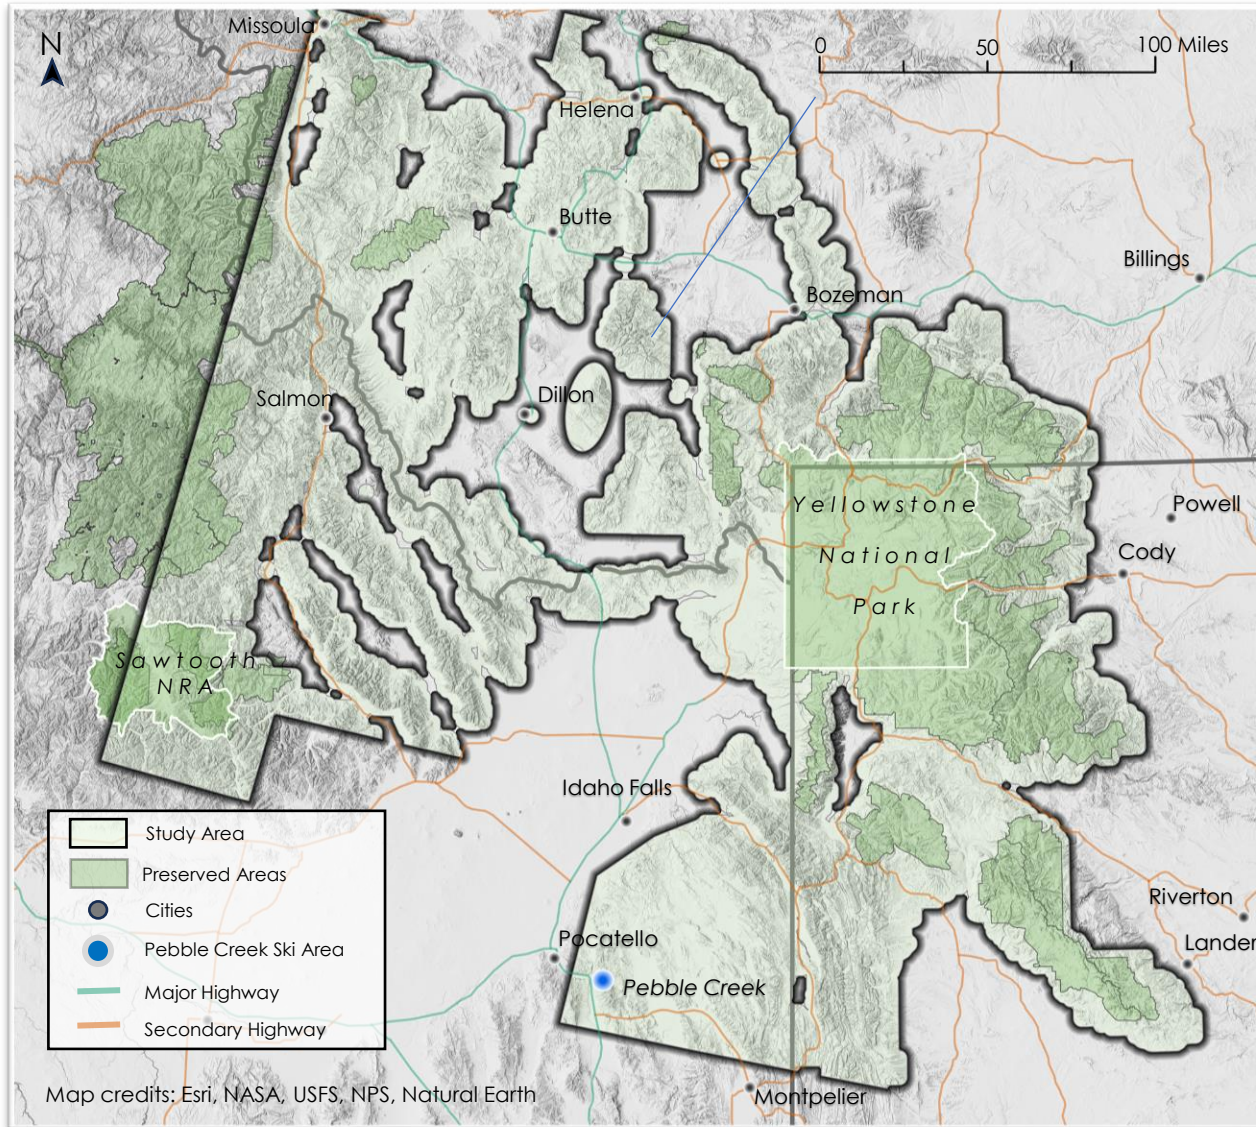 Missoula
N
0 50 100 Miles
Helena
Butte
Billings
Bozeman
Salmon
Dillon
Yellowstone
National
Park
Powell
Cody
Sawtooth
NRA
Idaho Falls
Study Area
Preserved Areas
Cities
Pebble Creek Ski Area
Major Highway
Secondary Highway
Riverton
Lander
Pocatello
Pebble Creek
Map credits: Esri, NASA, USFS, NPS, Natural Earth
Montpelier